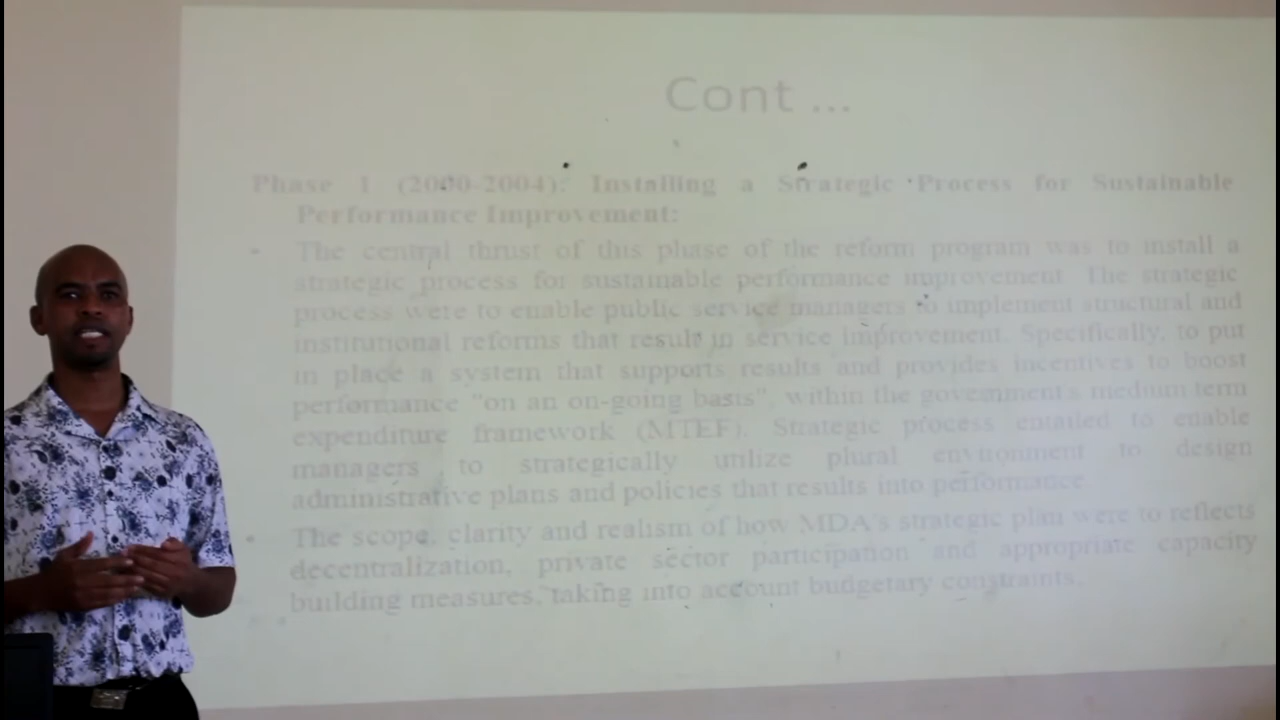 Cont ...
Phase 1 (2000-2004): Installing a Strategic Process for Sustainable
Performance Improvement:
- The central thrust of this phase of the reform program was to install a
strategic process for sustainable performance improvement. The strategic
process were to enable public service managers to implement structural and
institutional reforms that result in service improvement. Specifically, to put
in place a system that supports results and provides incentives to boost
performance "on an on-going basis", within the government's medium term
expenditure framework (MTEF). Strategic process entailed to enable
managers to strategically utilize plural environment to design
administrative plans and policies that results into performance.
• The scope, clarity and realism of how MDA's strategic plan were to reflects
decentralization, private sector participation and appropriate capacity
building measures, taking into account budgetary constraints.